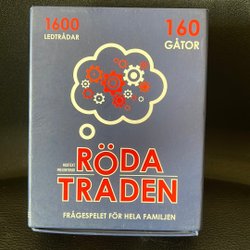 1600
LEDTRÅDAR
160
GÅTOR
RÖDA
TRÅDEN
FRÅGESPELET FÖR HELA FAMILJEN